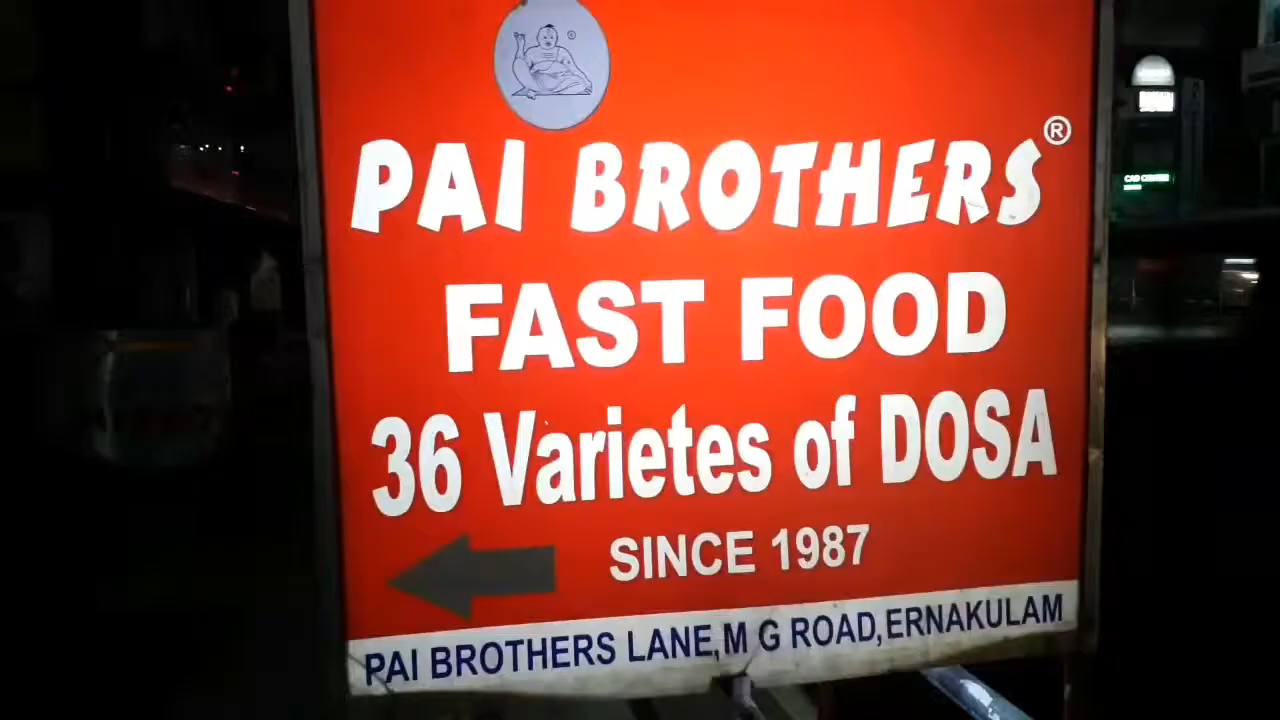 PAI BROTHERS®
FAST FOOD
36 Varietes of DOSA
SINCE 1987
PAI BROTHERS LANE,M G ROAD,ERNAKULAM